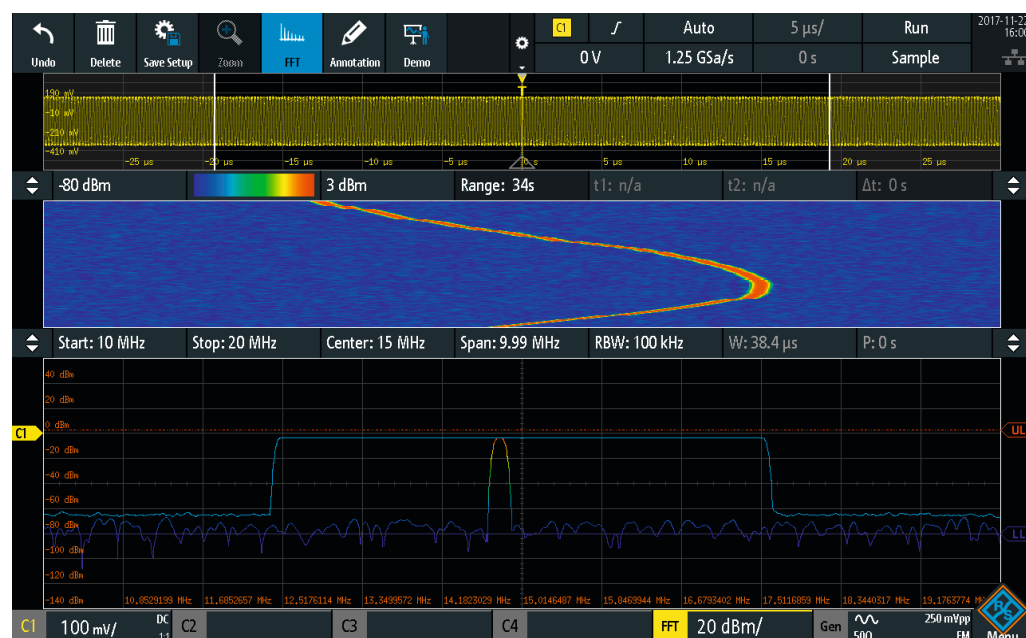 C1 Auto 5 µs/ Run 2017-11-22
16:00
Undo Delete Save Setup Zoom FFT Annotation Demo 0 V 1.25 GSa/s 0 s Sample
T
190 mV
-10 mV
-210 mV
-410 mV
-25 µs -20 µs -15 µs -10 µs -5 µs 0 s 5 µs 10 µs 15 µs 20 µs 25 µs
-80 dBm 3 dBm Range: 34s t1: n/a t2: n/a Δt: 0 s
Start: 10 MHz Stop: 20 MHz Center: 15 MHz Span: 9.99 MHz RBW: 100 kHz W: 38.4 µs P: 0 s
40 dBm
20 dBm
0 dBm
C1 UL
-20 dBm
-40 dBm
-60 dBm
-80 dBm
LL
-100 dBm
-120 dBm
-140 dBm 10.8529199 MHz 11.6852657 MHz 12.5176114 MHz 13.3499572 MHz 14.1823029 MHz 15.0146487 MHz 15.8469944 MHz 16.6793402 MHz 17.5116859 MHz 18.3440317 MHz 19.1763774
C1 100 mV/ DC C2 C3 C4 FFT 20 dBm/ Gen 250 mVpp
1:1 500 FM Menu
R&S